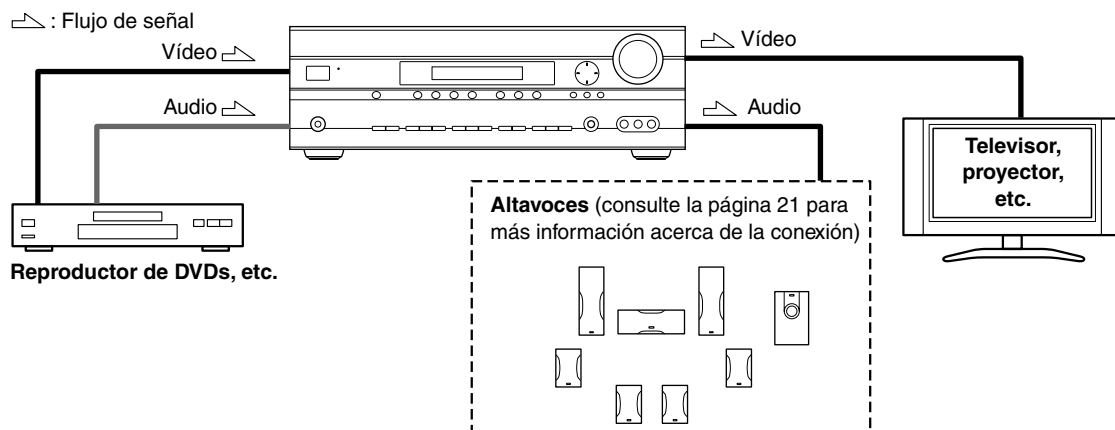 : Flujo de señal
Vídeo
Vídeo
Audio
Audio
Televisor,
proyector,
etc.
Altavoces (consulte la página 21 para
más información acerca de la conexión)
Reproductor de DVDs, etc.